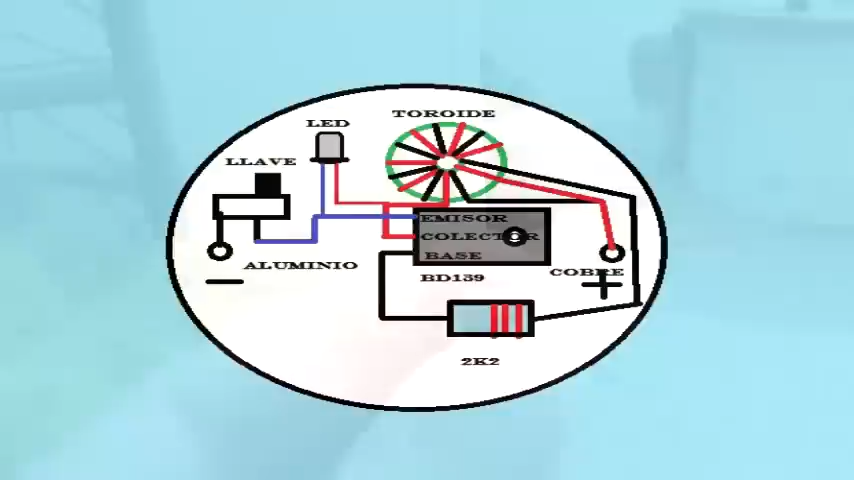 TOROIDE
LED
LLAVE
EMISOR
COLECTOR
BASE
ALUMINIO
COBRE
BD139
−
+
2K2